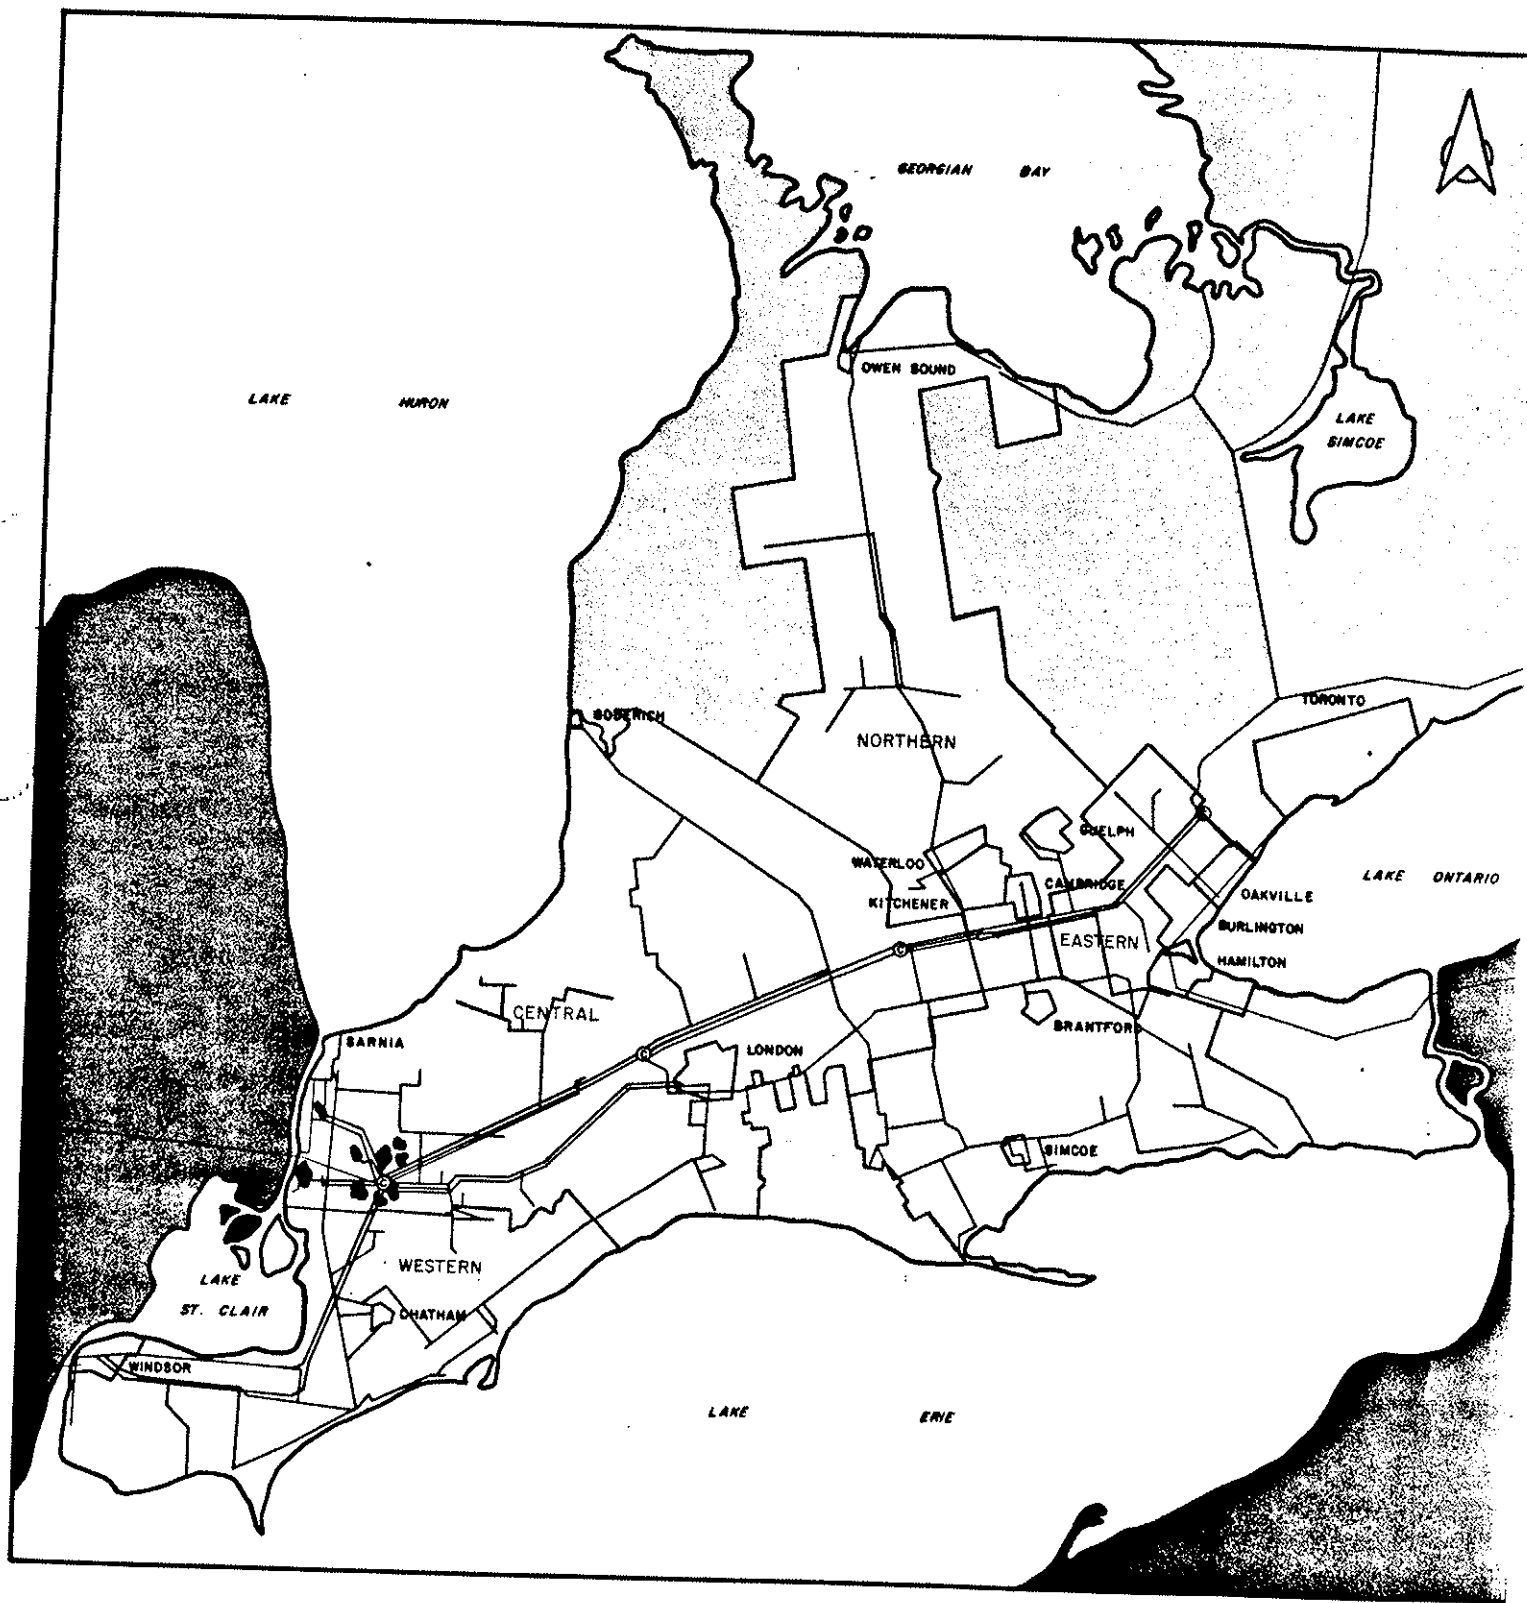 GEORGIAN BAY
LAKE HURON
OWEN SOUND
LAKE
SIMCOE
TORONTO
GODERICH
NORTHERN
GUELPH
WATERLOO
CAMBRIDGE
KITCHENER
LAKE ONTARIO
OAKVILLE
BURLINGTON
EASTERN
HAMILTON
CENTRAL
BRANTFORD
SARNIA
LONDON
SIMCOE
WESTERN
LAKE
ST. CLAIR
CHATHAM
WINDSOR
LAKE ERIE